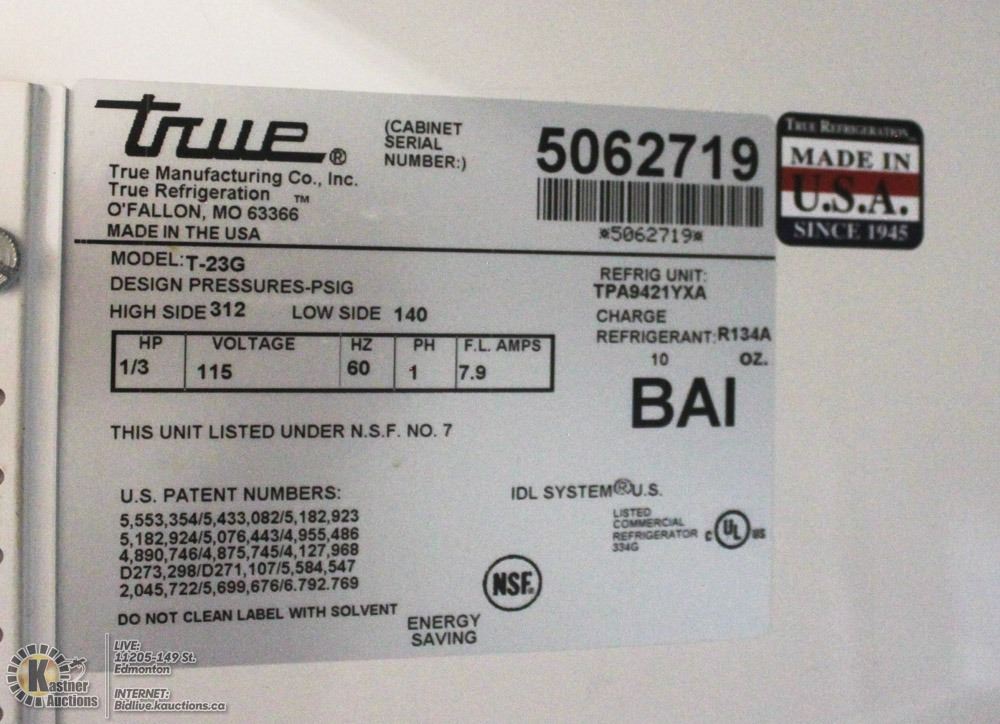 true®
True Manufacturing Co., Inc.
True Refrigeration ™
O'FALLON, MO 63366
MADE IN THE USA
(CABINET
SERIAL
NUMBER:)
5062719
*5062719*
TRUE REFRIGERATION
MADE IN
U.S.A.
SINCE 1945
MODEL:T-23G
DESIGN PRESSURES-PSIG
HIGH SIDE 312 LOW SIDE 140
REFRIG UNIT:
TPA9421YXA
CHARGE
REFRIGERANT:R134A
10 OZ.
BAI
HP VOLTAGE HZ PH F.L. AMPS
1/3 115 60 1 7.9
THIS UNIT LISTED UNDER N.S.F. NO. 7
U.S. PATENT NUMBERS:
5,553,354/5,433,082/5,182,923
5,182,924/5,076,443/4,955,486
4,890,746/4,875,745/4,127,968
D273,298/D271,107/5,584,547
2,045,722/5,699,676/6.792.769
DO NOT CLEAN LABEL WITH SOLVENT
IDL SYSTEM®U.S.
LISTED
COMMERCIAL
REFRIGERATOR
334G
C UL US
NSF.
ENERGY
SAVING
K
Kastner
Auctions
LIVE:
11205-149 St.
Edmonton
INTERNET:
Bidlive.kauctions.ca